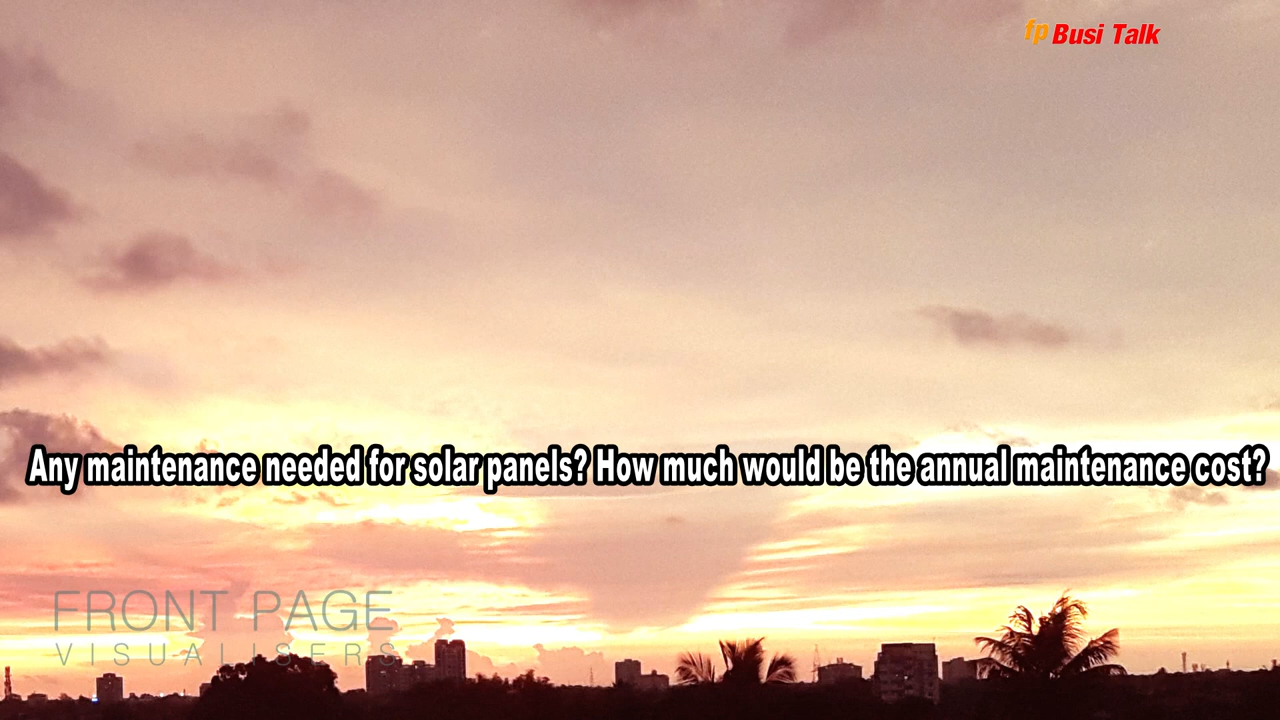 fp Busi Talk
Any maintenance needed for solar panels? How much would be the annual maintenance cost?
FRONT PAGE
VISUALISERS